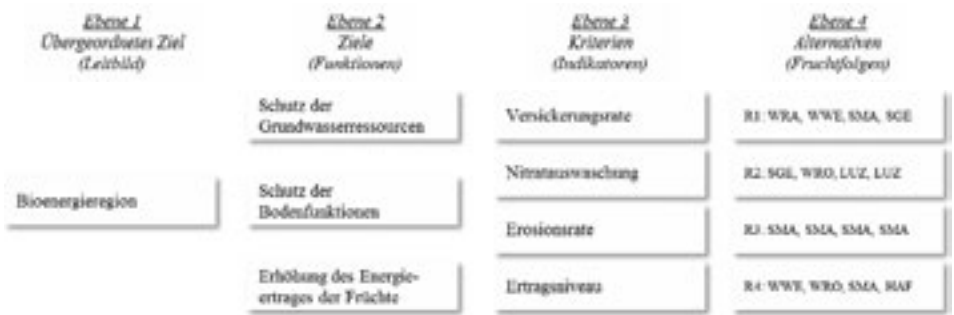 Ebene 1
Übergeordnetes Ziel
(Leitbild)
Ebene 2
Ziele
(Funktionen)
Ebene 3
Kriterien
(Indikatoren)
Ebene 4
Alternativen
(Fruchtfolgen)
Bioenergieregion
Schutz der
Grundwasserressourcen
Schutz der
Bodenfunktionen
Erhöhung des Energie-
ertrages der Früchte
Versickerungsrate
Nitratauswaschung
Erosionsrate
Ertragsniveau
R1: WRA, WWE, SMA, SGE
R2: SGE, WRO, LUZ, LUZ
R3: SMA, SMA, SMA, SMA
R4: WWE, WRO, SMA, HAF